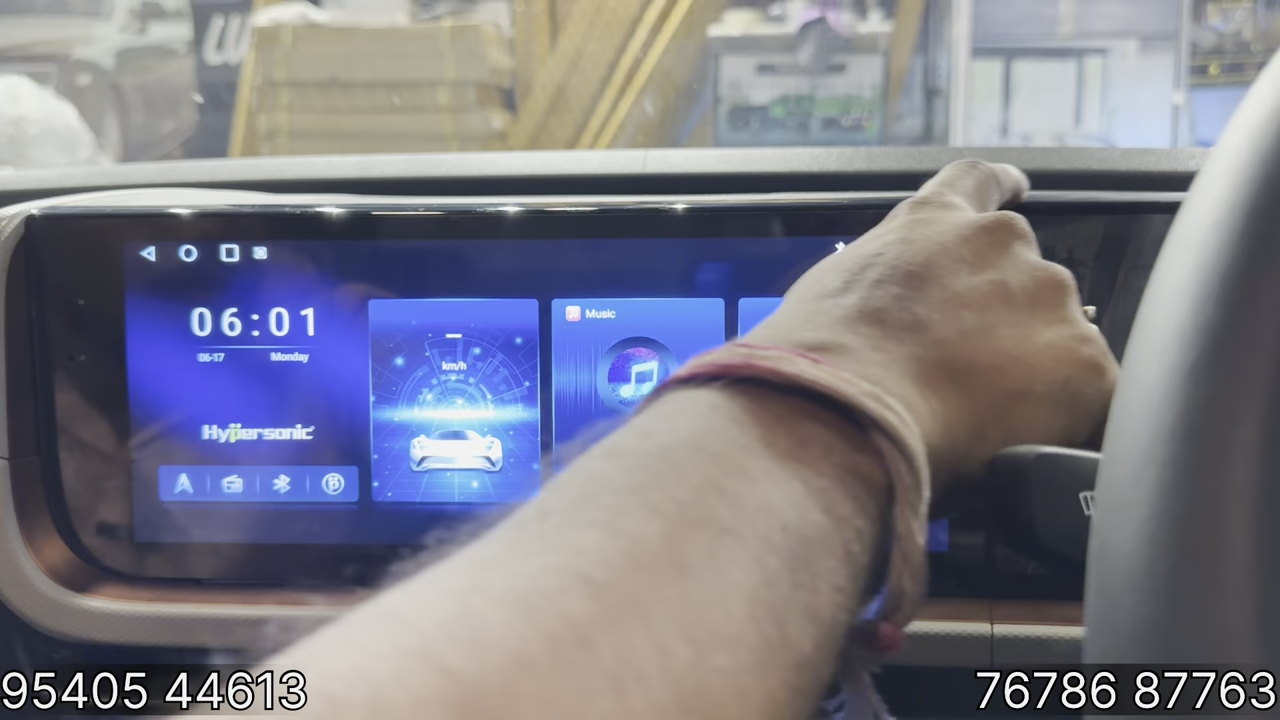 06:01
06-17 Monday
Hypersonic
km/h
Music
95405 44613
76786 87763